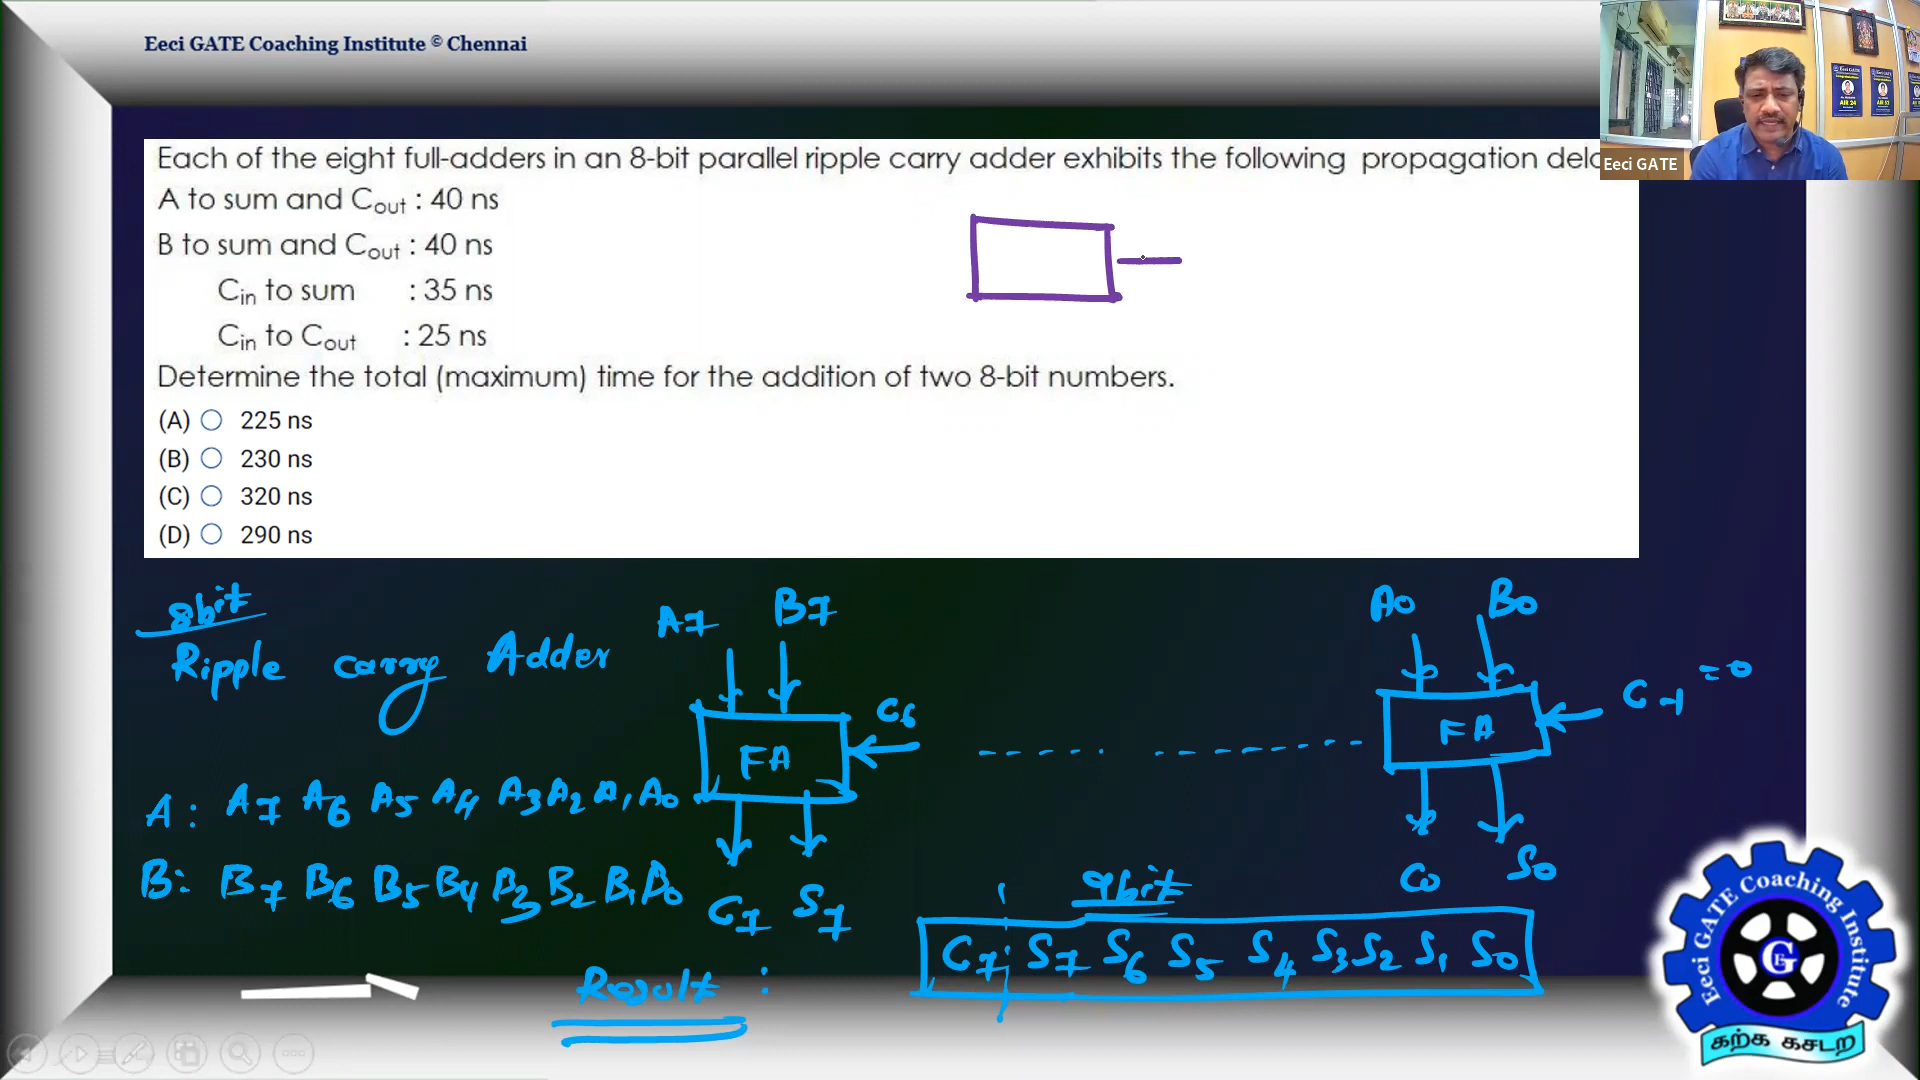 Eeci GATE Coaching Institute © Chennai
Each of the eight full-adders in an 8-bit parallel ripple carry adder exhibits the following propagation
A to sum and Cout : 40 ns
B to sum and Cout : 40 ns
Cin to sum : 35 ns
Cin to Cout : 25 ns
Determine the total (maximum) time for the addition of two 8-bit numbers.
(A) 225 ns
(B) 230 ns
(C) 320 ns
(D) 290 ns
Eeci GATE
AIR 24
AIR 52
8bit
Ripple carry Adder
A7 B7
FA
C6
C7 S7
A0 B0
FA
C-1 = 0
C0 S0
A: A7 A6 A5 A4 A3 A2 A1 A0
B: B7 B6 B5 B4 B3 B2 B1 B0
9bit
Result :
C7 S7 S6 S5 S4 S3 S2 S1 S0
Eeci GATE Coaching Institute
GE
கற்க கசடற